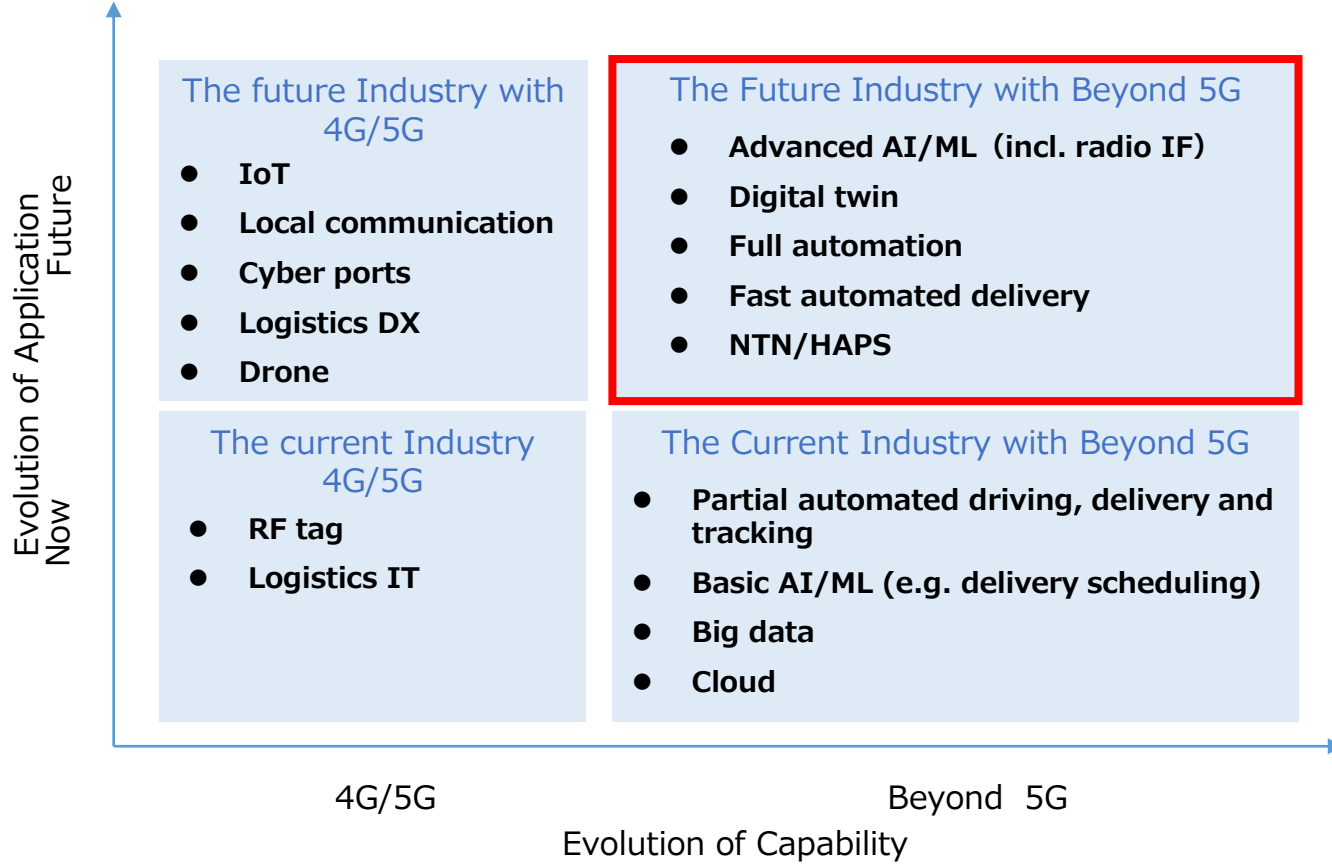 The future Industry with
4G/5G
● IoT
● Local communication
● Cyber ports
● Logistics DX
● Drone
The Future Industry with Beyond 5G
● Advanced AI/ML（incl. radio IF）
● Digital twin
● Full automation
● Fast automated delivery
● NTN/HAPS
The current Industry
4G/5G
● RF tag
● Logistics IT
The Current Industry with Beyond 5G
● Partial automated driving, delivery and
tracking
● Basic AI/ML (e.g. delivery scheduling)
● Big data
● Cloud
Evolution of Application
Now
Future
4G/5G
Beyond 5G
Evolution of Capability